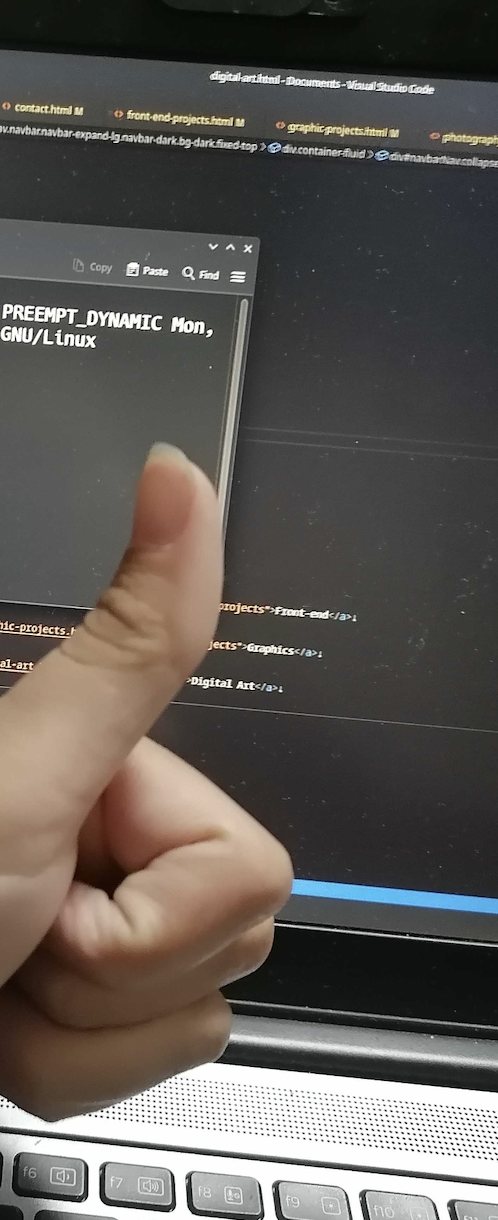 digital-art.html - Documents - Visual Studio Code
contact.html M graphic-projects.html M front-end-projects.html M photograph
av.navbar.navbar-expand-lg.navbar-dark.bg-dark.fixed-top > div.container-fluid > div#navbarNav.collapse
Copy Paste Find
PREEMPT_DYNAMIC Mon,
GNU/Linux
projects">Front-end</a>↓
hic-projects.h jects">Graphics</a>↓
al-art >Digital Art</a>↓
f6 f7 f8 f9 f10